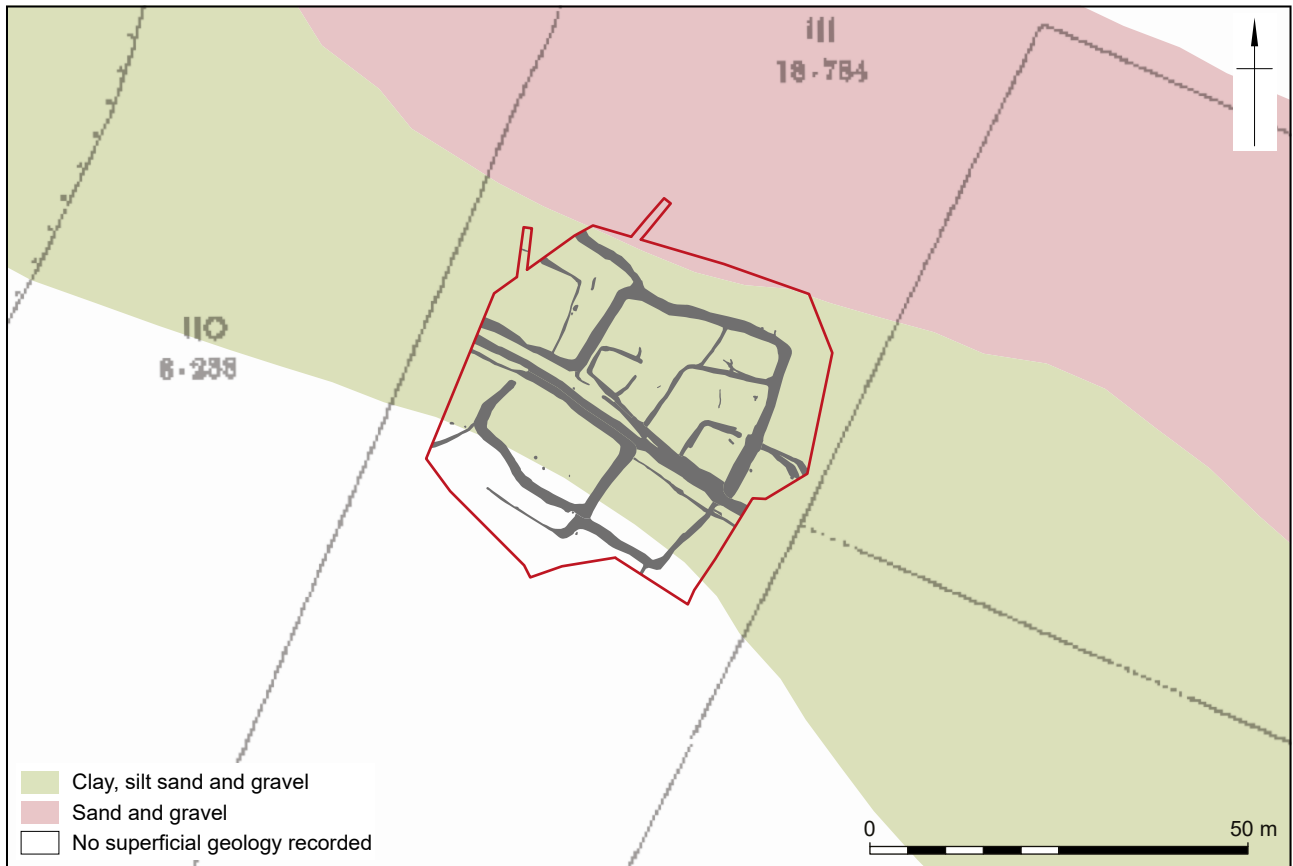 111
18.784
110
6.238
Clay, silt sand and gravel
Sand and gravel
No superficial geology recorded
0 50 m